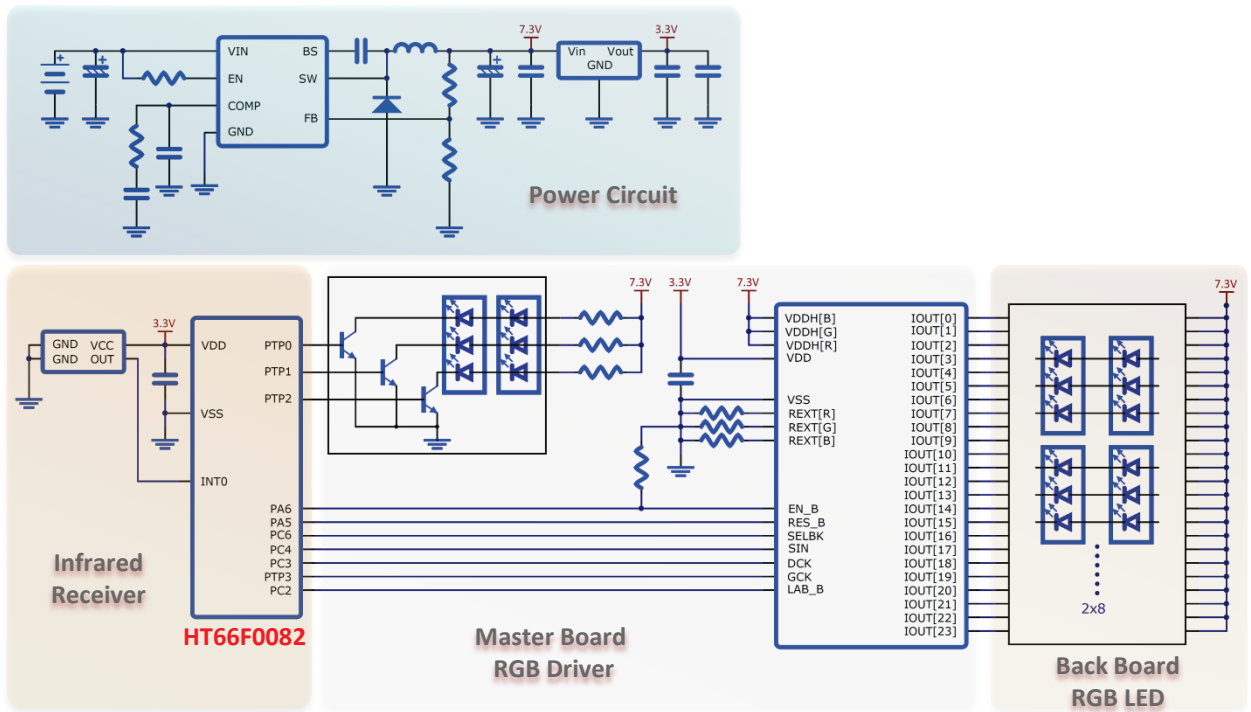 7.3V
3.3V
VIN
BS
Vin
Vout
GND
EN
SW
COMP
FB
GND
Power Circuit
7.3V
3.3V
7.3V
7.3V
3.3V
GND
VCC
GND
OUT
VDD
VSS
INT0
PTP0
PTP1
PTP2
PA6
PA5
PC6
PC4
PC3
PTP3
PC2
HT66F0082
Infrared
Receiver
VDDH[B]
VDDH[G]
VDDH[R]
VDD
VSS
REXT[R]
REXT[G]
REXT[B]
EN_B
RES_B
SELBK
SIN
DCK
GCK
LAB_B
IOUT[0]
IOUT[1]
IOUT[2]
IOUT[3]
IOUT[4]
IOUT[5]
IOUT[6]
IOUT[7]
IOUT[8]
IOUT[9]
IOUT[10]
IOUT[11]
IOUT[12]
IOUT[13]
IOUT[14]
IOUT[15]
IOUT[16]
IOUT[17]
IOUT[18]
IOUT[19]
IOUT[20]
IOUT[21]
IOUT[22]
IOUT[23]
Master Board
RGB Driver
2x8
Back Board
RGB LED